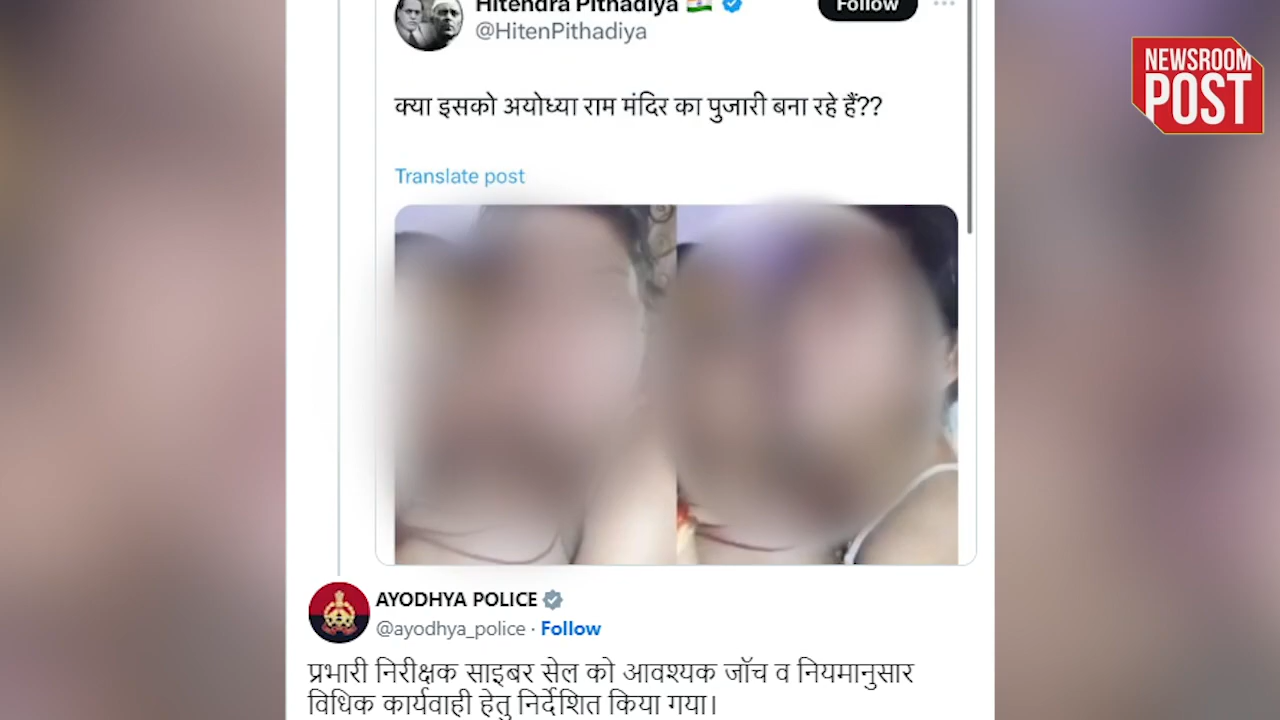 Hitendra Pithadiya
Follow
@HitenPithadiya
NEWSROOM
POST
क्या इसको अयोध्या राम मंदिर का पुजारी बना रहे हैं??
Translate post
AYODHYA POLICE
@ayodhya_police · Follow
प्रभारी निरीक्षक साइबर सेल को आवश्यक जॉच व नियमानुसार
विधिक कार्यवाही हेतु निर्देशित किया गया।